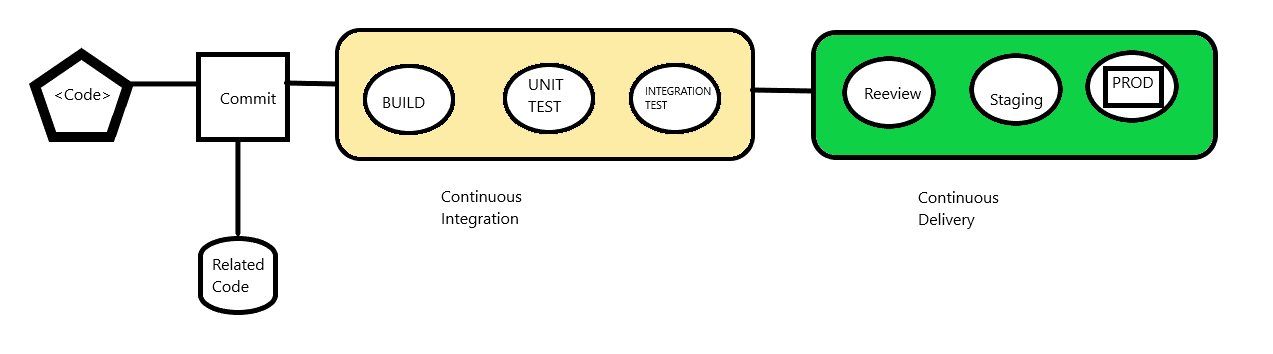 <Code>
Commit
BUILD
UNIT
TEST
INTEGRATION
TEST
Reeview
Staging
PROD
Continuous
Integration
Continuous
Delivery
Related
Code